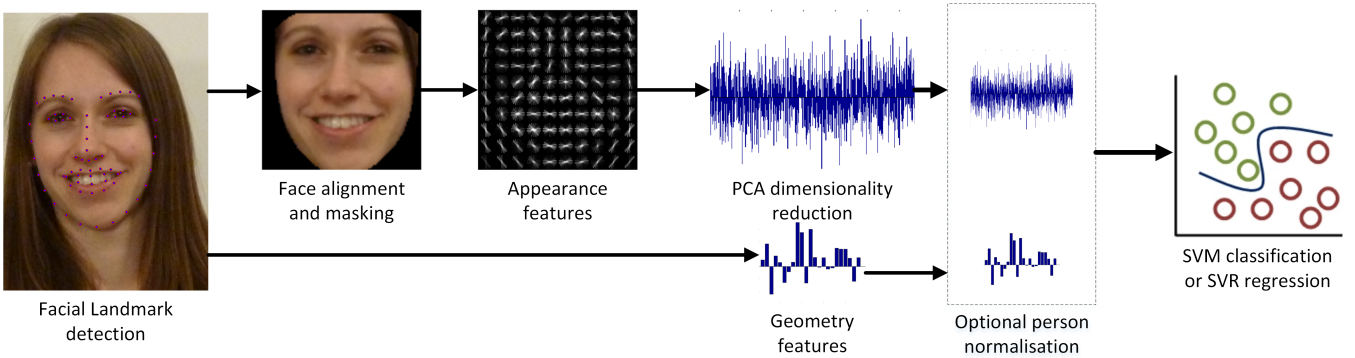 Facial Landmark
detection
Face alignment
and masking
Appearance
features
PCA dimensionality
reduction
Geometry
features
Optional person
normalisation
SVM classification
or SVR regression